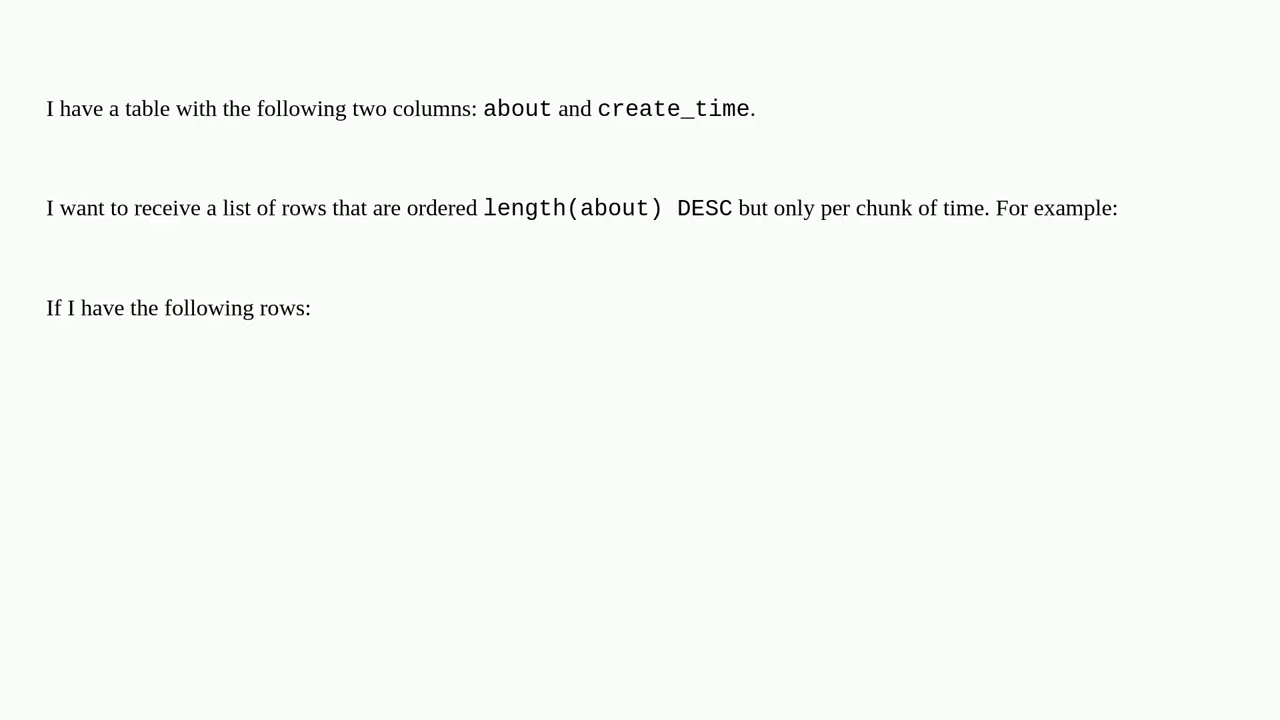 I have a table with the following two columns: about and create_time.
I want to receive a list of rows that are ordered length(about) DESC but only per chunk of time. For example:
If I have the following rows: